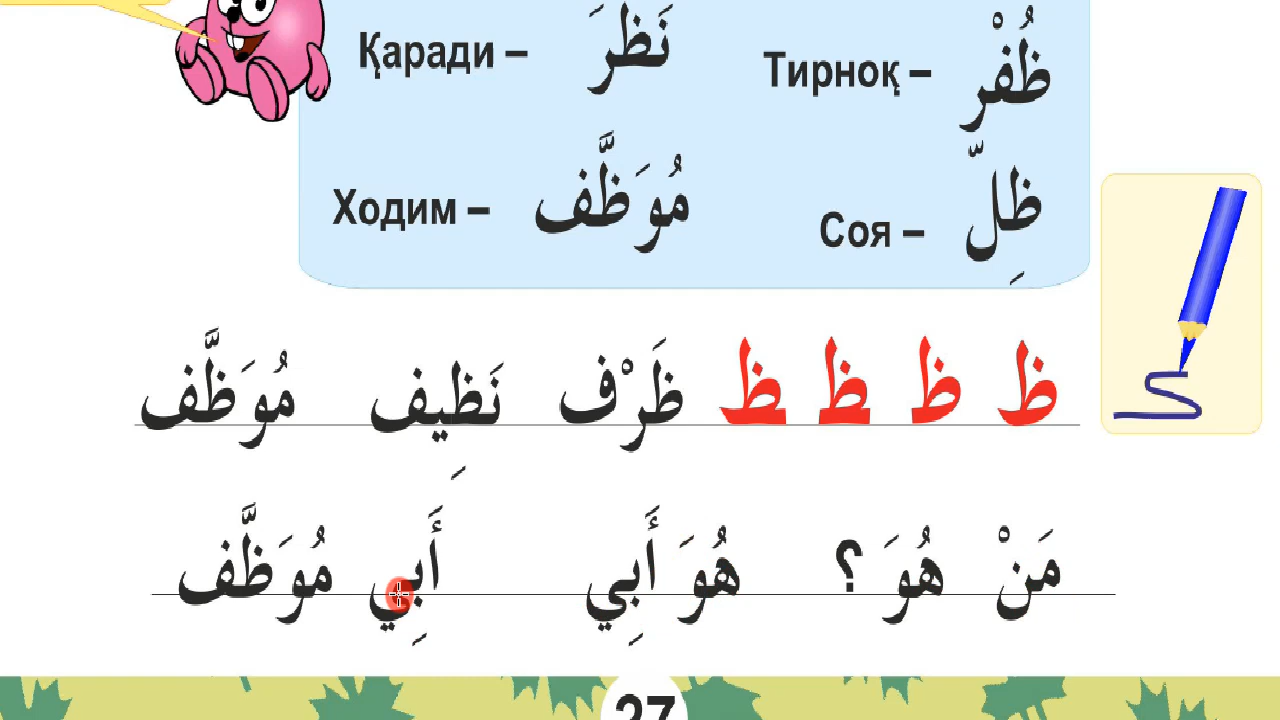 ظُفْر – Тирноқ نَظَرَ – Қаради
ظِلّ – Соя مُوَظَّف – Ходим
ظ ظ ظ ظ ظَرْف نَظِيف مُوَظَّف
مَنْ هُوَ ؟ هُوَ أَبِي أَبِي مُوَظَّف
27